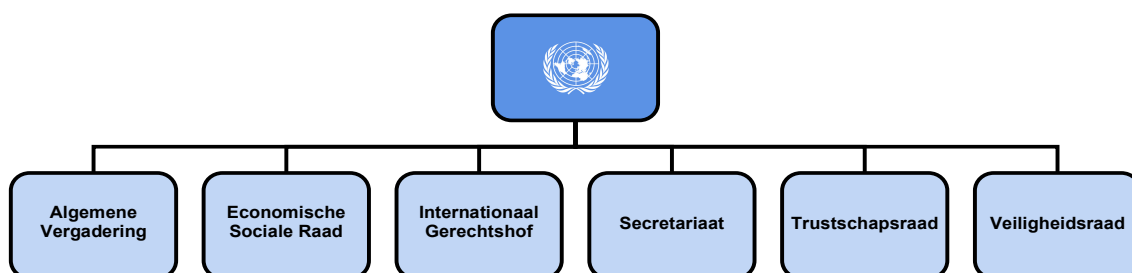 Algemene
Vergadering
Economische
Sociale Raad
Internationaal
Gerechtshof
Secretariaat
Trustschapsraad
Veiligheidsraad